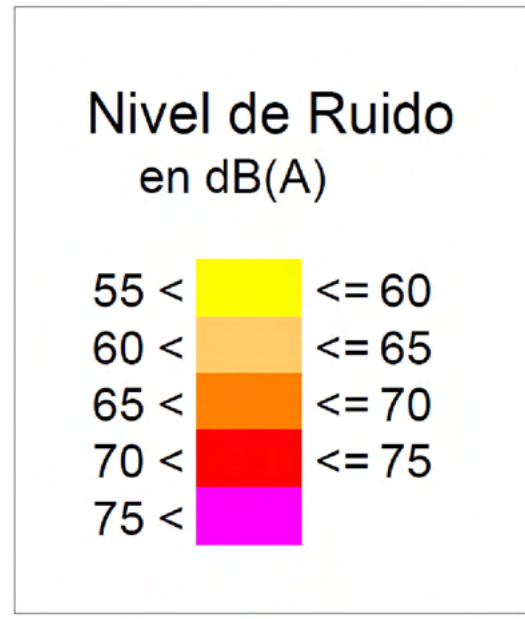 Nivel de Ruido
en dB(A)
55 < <= 60
60 < <= 65
65 < <= 70
70 < <= 75
75 <